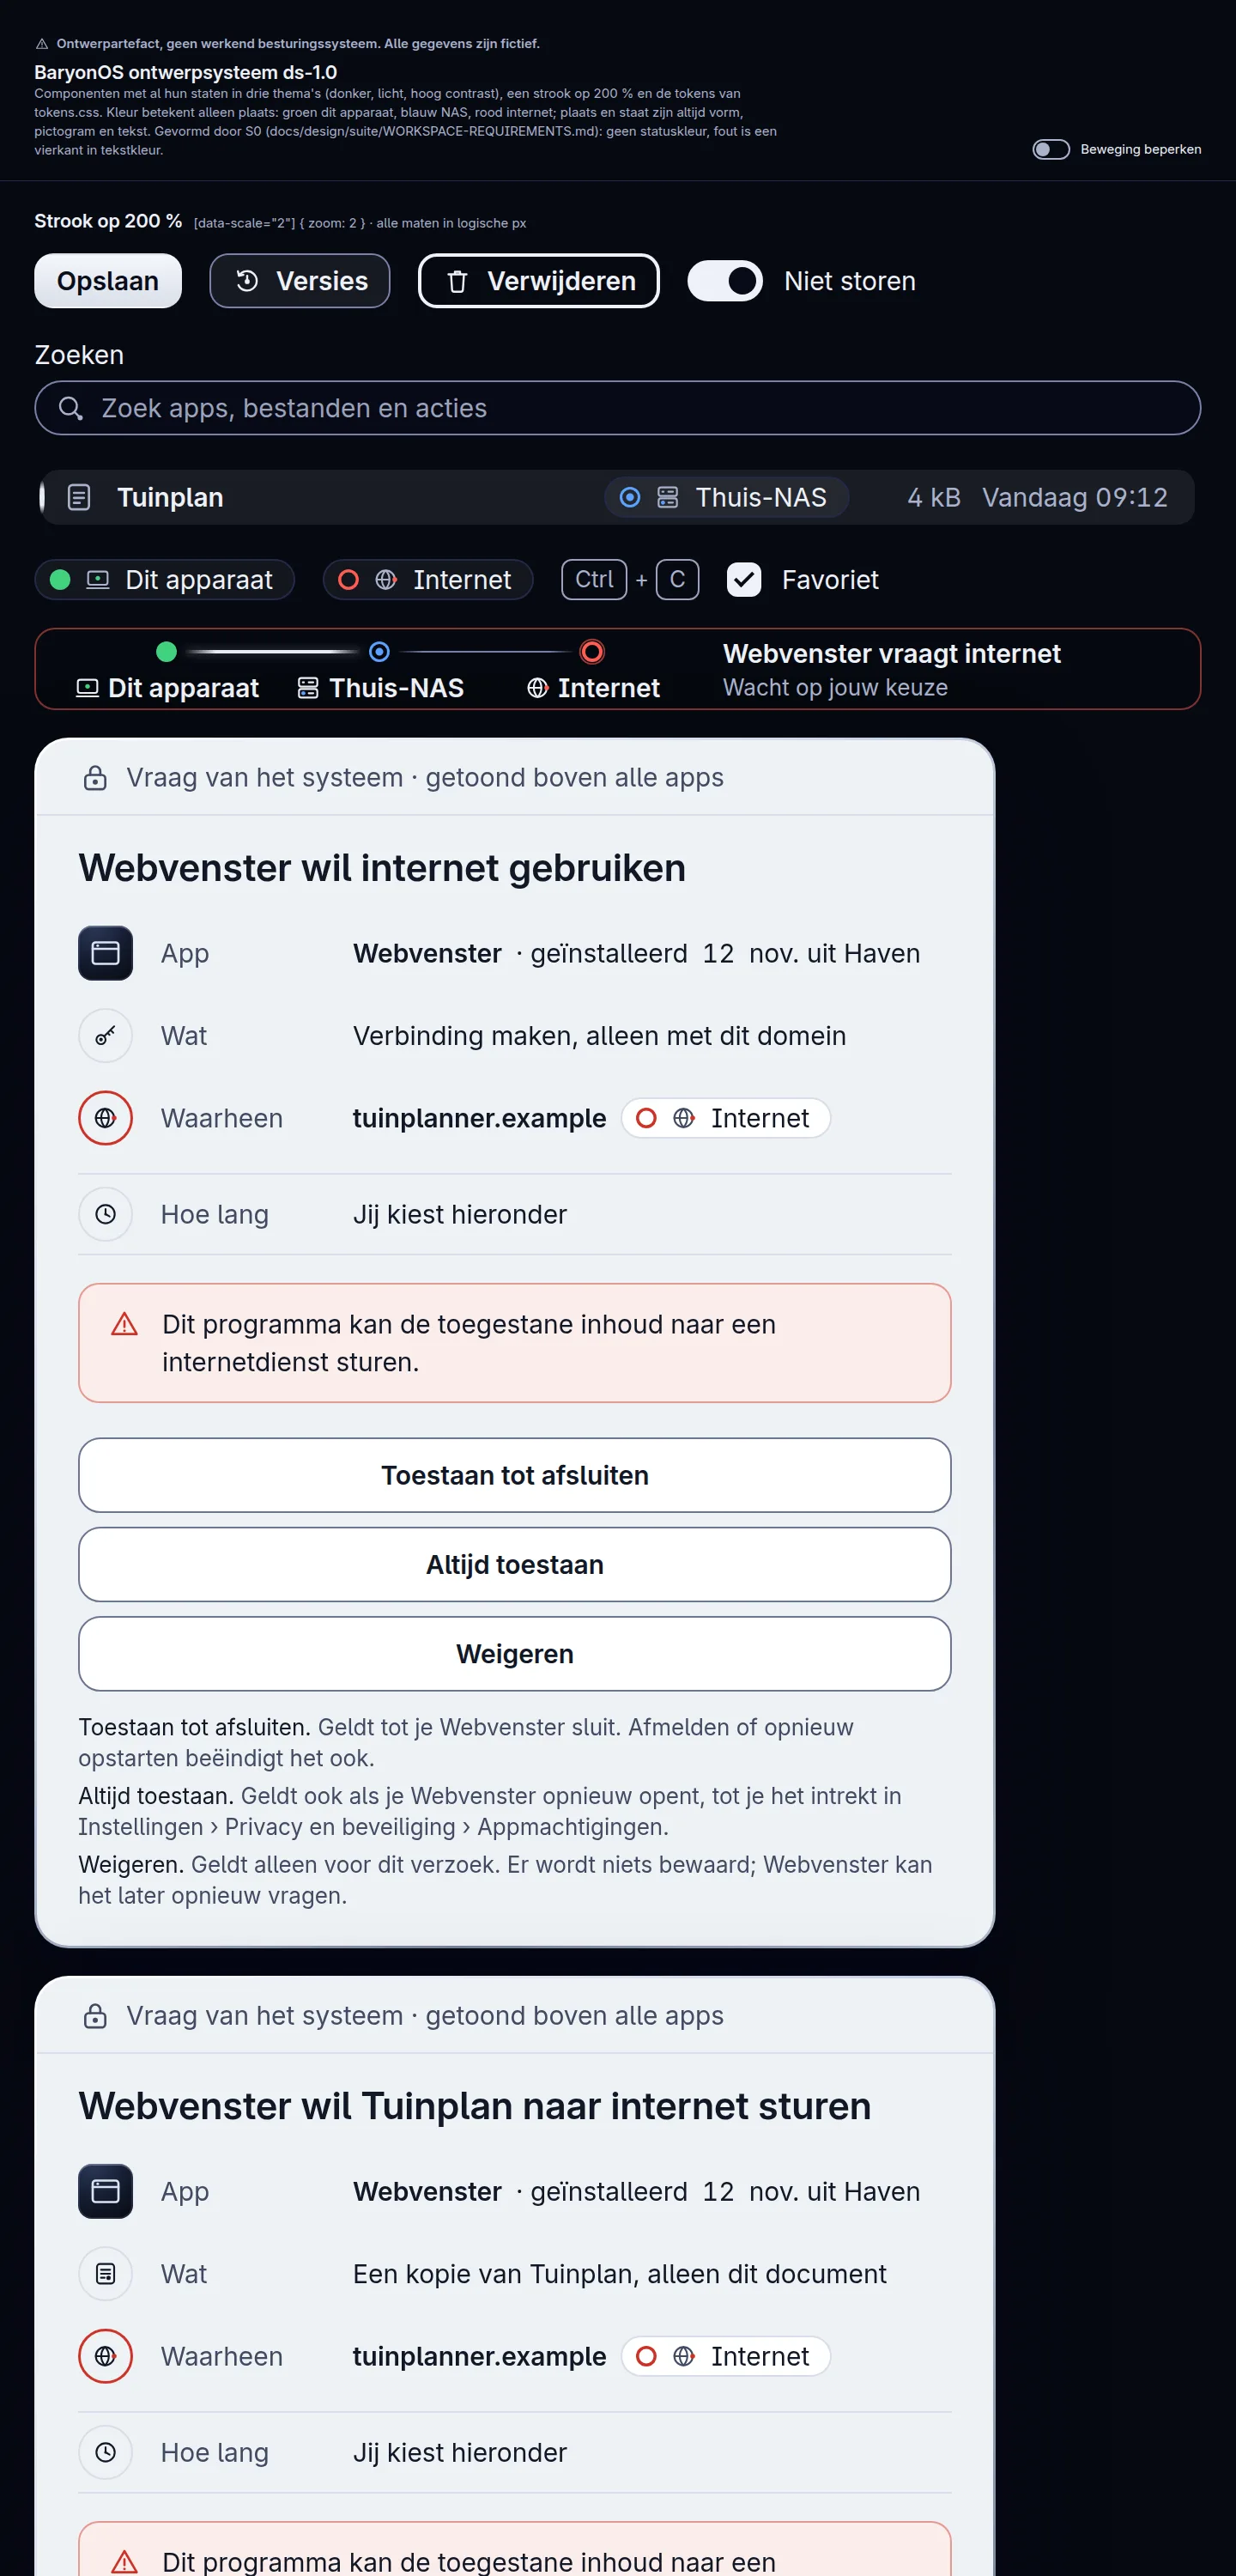 Ontwerpartefact, geen werkend besturingssysteem. Alle gegevens zijn fictief.
BaryonOS ontwerpsysteem ds-1.0
Componenten met al hun staten in drie thema's (donker, licht, hoog contrast), een strook op 200 % en de tokens van
tokens.css. Kleur betekent alleen plaats: groen dit apparaat, blauw NAS, rood internet; plaats en staat zijn altijd vorm,
pictogram en tekst. Gevormd door S0 (docs/design/suite/WORKSPACE-REQUIREMENTS.md): geen statuskleur, fout is een
vierkant in tekstkleur.
Beweging beperken
Strook op 200 % [data-scale="2"] { zoom: 2 } · alle maten in logische px
Opslaan Versies Verwijderen Niet storen
Zoeken
Zoek apps, bestanden en acties
Tuinplan Thuis-NAS 4 kB Vandaag 09:12
Dit apparaat Internet Ctrl + C Favoriet
Webvenster vraagt internet
Dit apparaat Thuis-NAS Internet Wacht op jouw keuze
Vraag van het systeem · getoond boven alle apps
Webvenster wil internet gebruiken
App Webvenster · geïnstalleerd 12 nov. uit Haven
Wat Verbinding maken, alleen met dit domein
Waarheen tuinplanner.example Internet
Hoe lang Jij kiest hieronder
Dit programma kan de toegestane inhoud naar een
internetdienst sturen.
Toestaan tot afsluiten
Altijd toestaan
Weigeren
Toestaan tot afsluiten. Geldt tot je Webvenster sluit. Afmelden of opnieuw
opstarten beëindigt het ook.
Altijd toestaan. Geldt ook als je Webvenster opnieuw opent, tot je het intrekt in
Instellingen › Privacy en beveiliging › Appmachtigingen.
Weigeren. Geldt alleen voor dit verzoek. Er wordt niets bewaard; Webvenster kan
het later opnieuw vragen.
Vraag van het systeem · getoond boven alle apps
Webvenster wil Tuinplan naar internet sturen
App Webvenster · geïnstalleerd 12 nov. uit Haven
Wat Een kopie van Tuinplan, alleen dit document
Waarheen tuinplanner.example Internet
Hoe lang Jij kiest hieronder
Dit programma kan de toegestane inhoud naar een